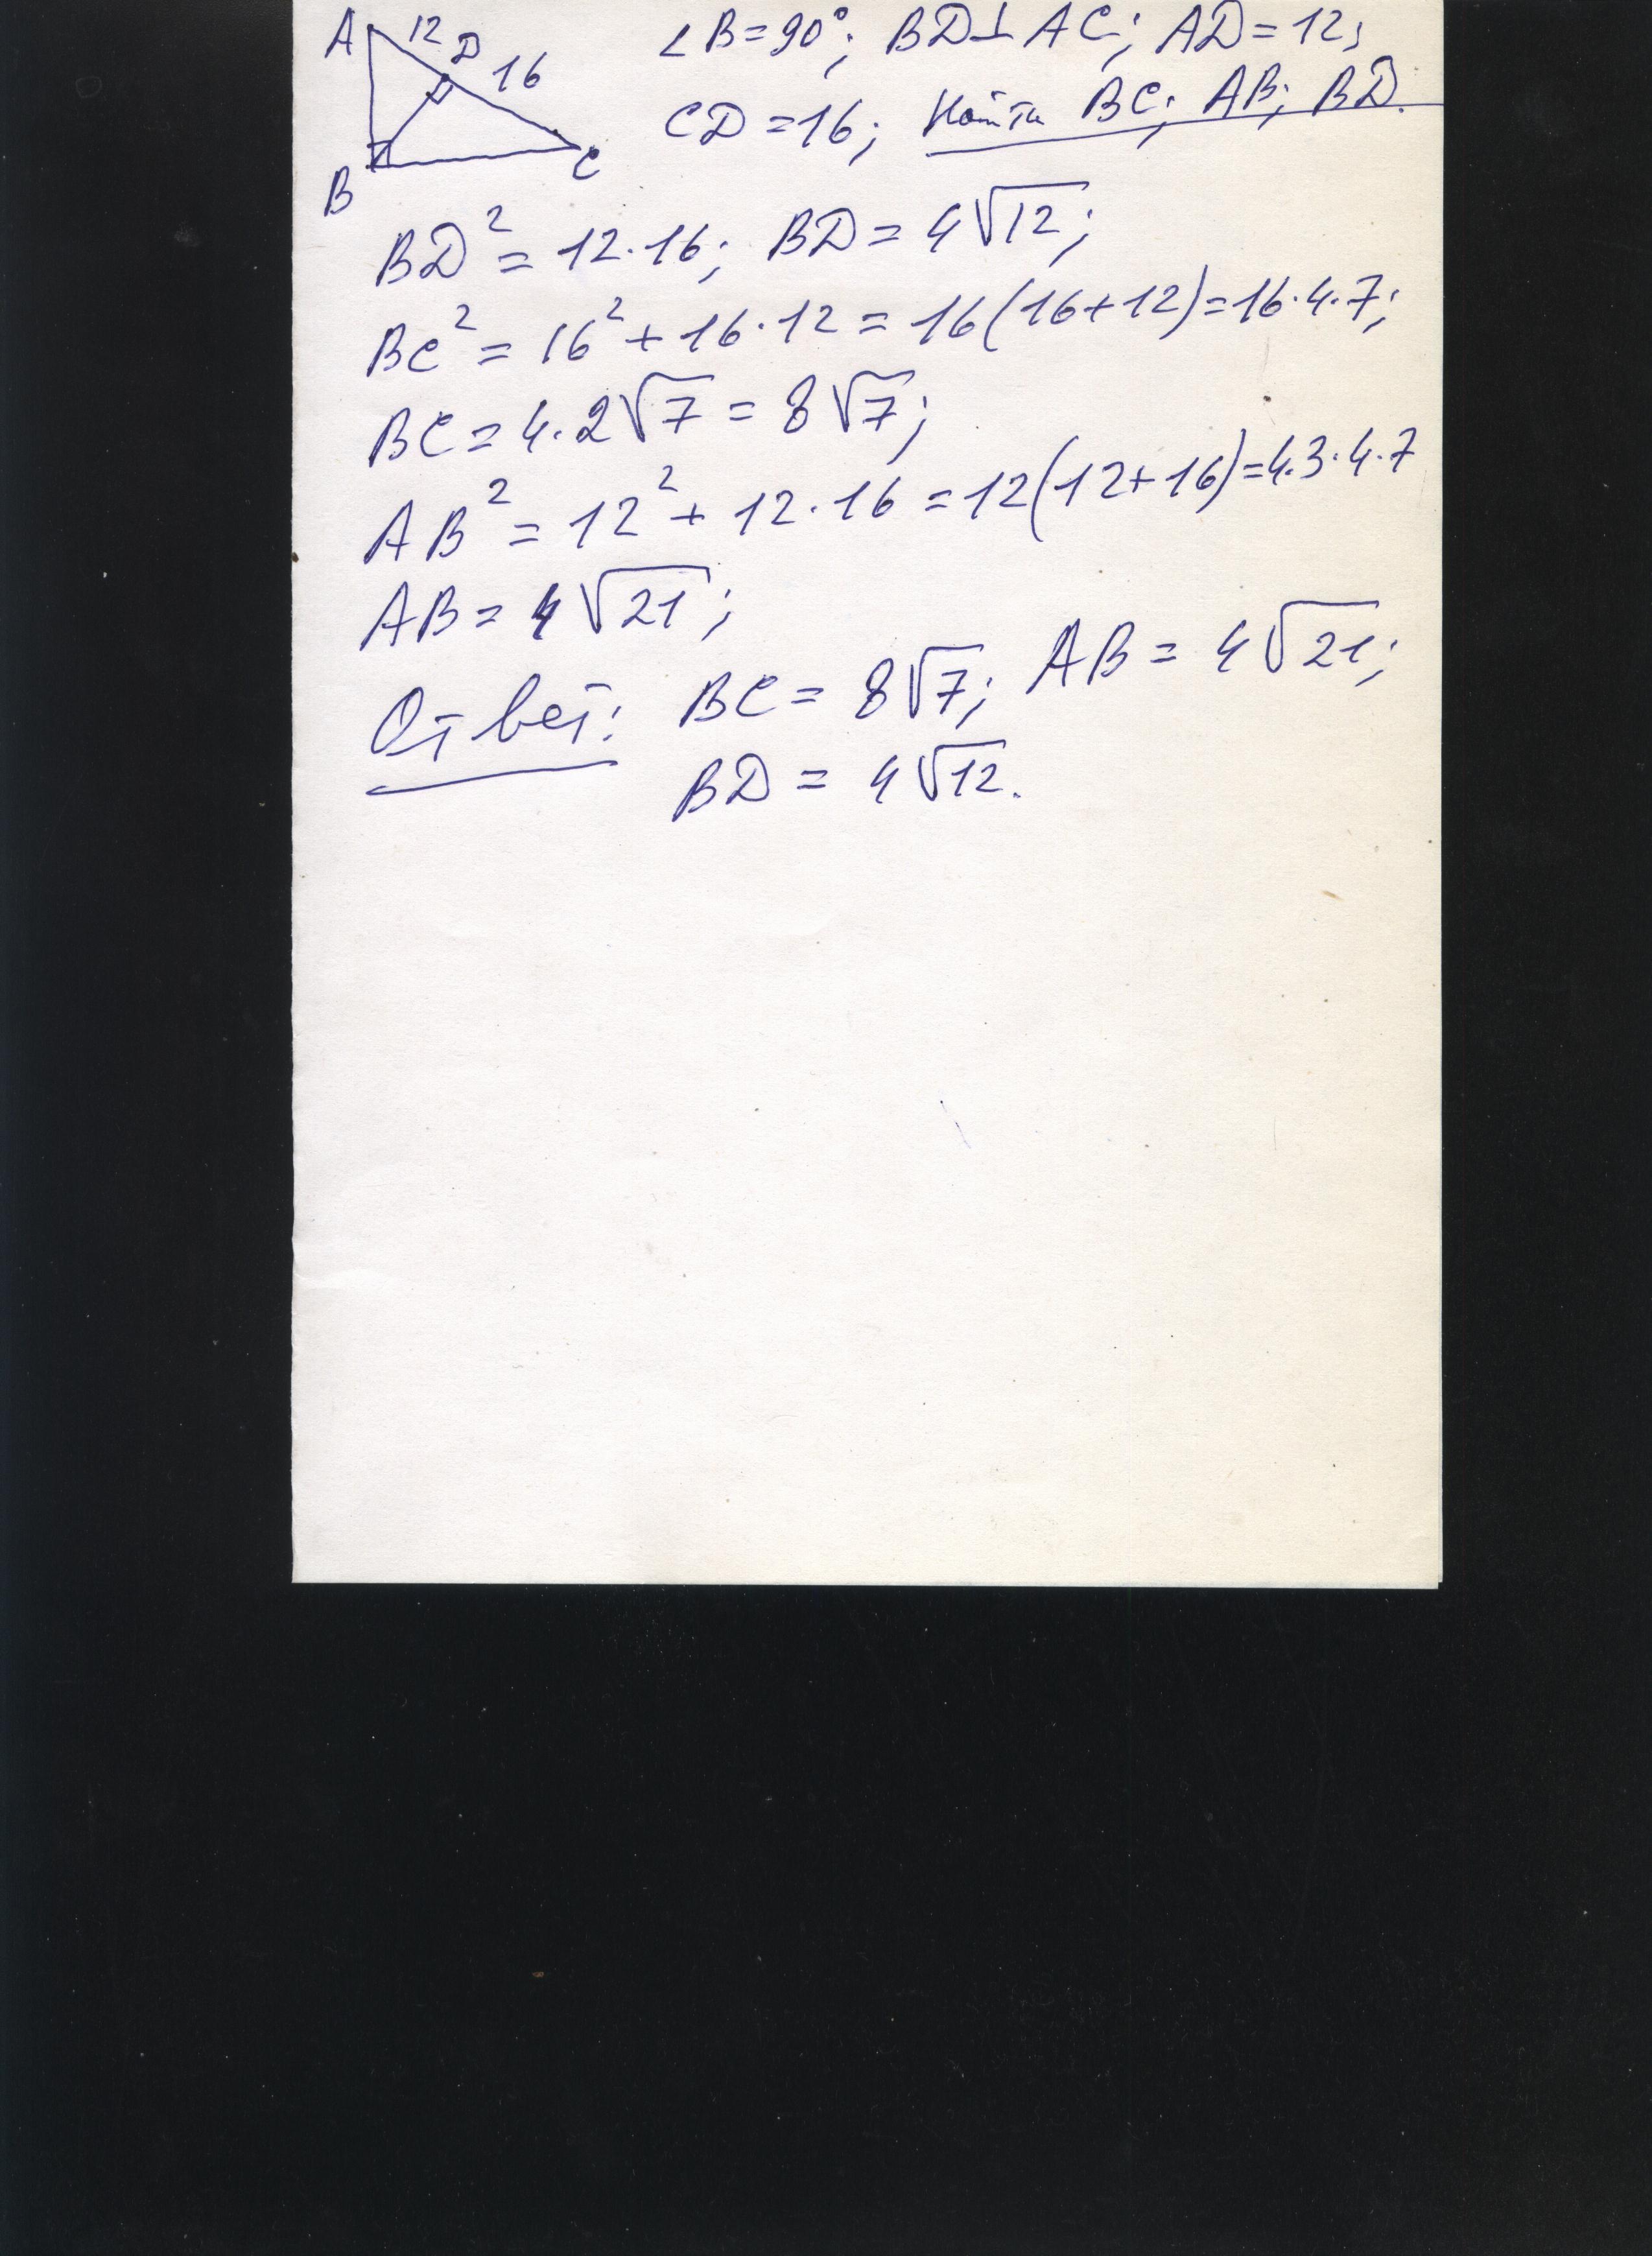 A 12 D 16 B C
∠B=90°; BD⊥AC; AD=12;
CD=16; Найти BC; AB; BD.
BD²=12·16; BD=4√12;
BC²=16²+16·12=16(16+12)=16·4·7;
BC=4·2√7=8√7;
AB²=12²+12·16=12(12+16)=4·3·4·7
AB=4√21;
Ответ: BC=8√7; AB=4√21;
BD=4√12.